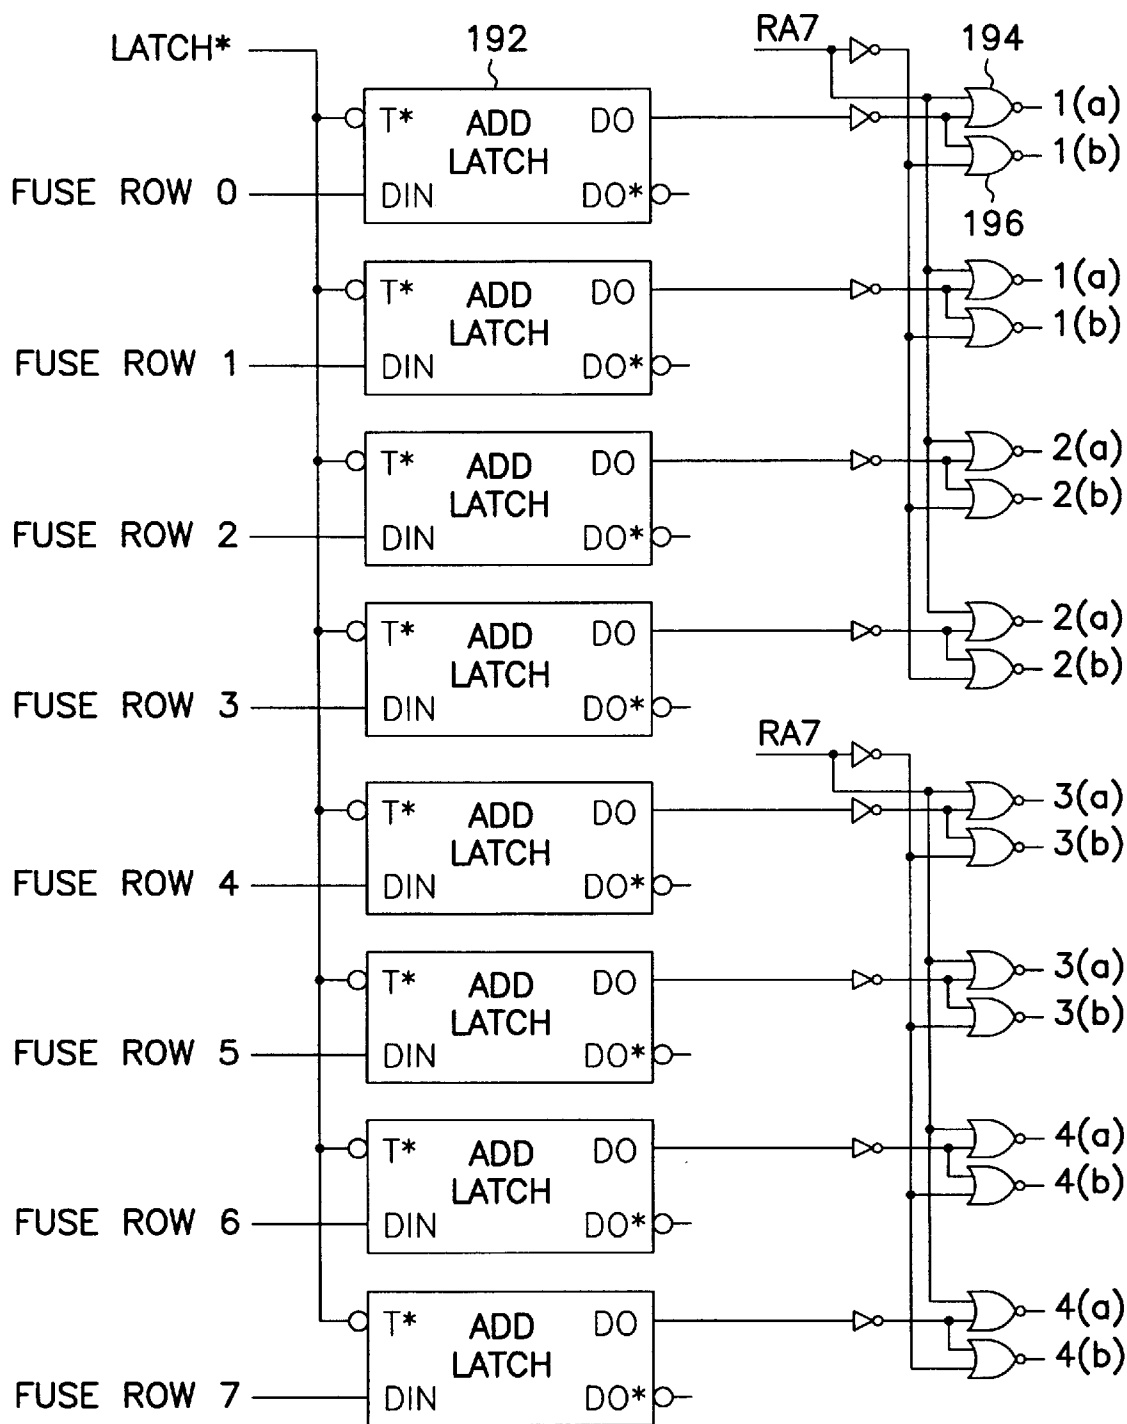 LATCH*
192
RA7
194
T* ADD LATCH DO
1(a)
1(b)
FUSE ROW 0
DIN DO*
196
T* ADD LATCH DO
1(a)
1(b)
FUSE ROW 1
DIN DO*
T* ADD LATCH DO
2(a)
2(b)
FUSE ROW 2
DIN DO*
T* ADD LATCH DO
2(a)
2(b)
FUSE ROW 3
DIN DO*
RA7
T* ADD LATCH DO
3(a)
3(b)
FUSE ROW 4
DIN DO*
T* ADD LATCH DO
3(a)
3(b)
FUSE ROW 5
DIN DO*
T* ADD LATCH DO
4(a)
4(b)
FUSE ROW 6
DIN DO*
T* ADD LATCH DO
4(a)
4(b)
FUSE ROW 7
DIN DO*